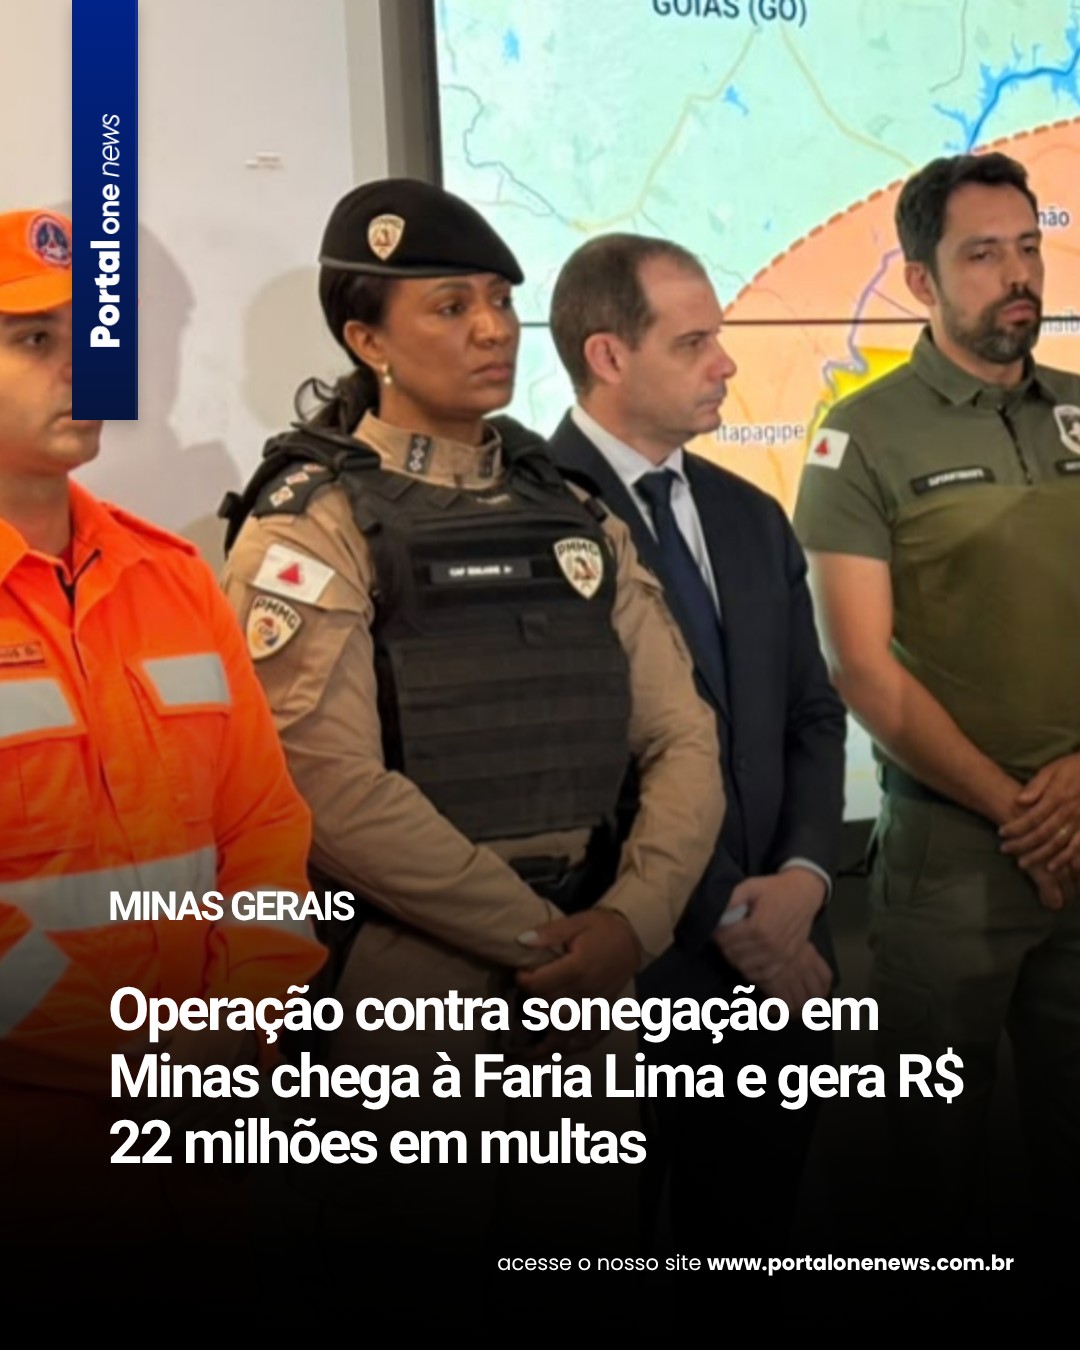 GOIÁS (GO)
Portal one news
Itapagipe
PMMG
PMMG
MINAS GERAIS
Operação contra sonegação em
Minas chega à Faria Lima e gera R$
22 milhões em multas
acesse o nosso site www.portalonenews.com.br